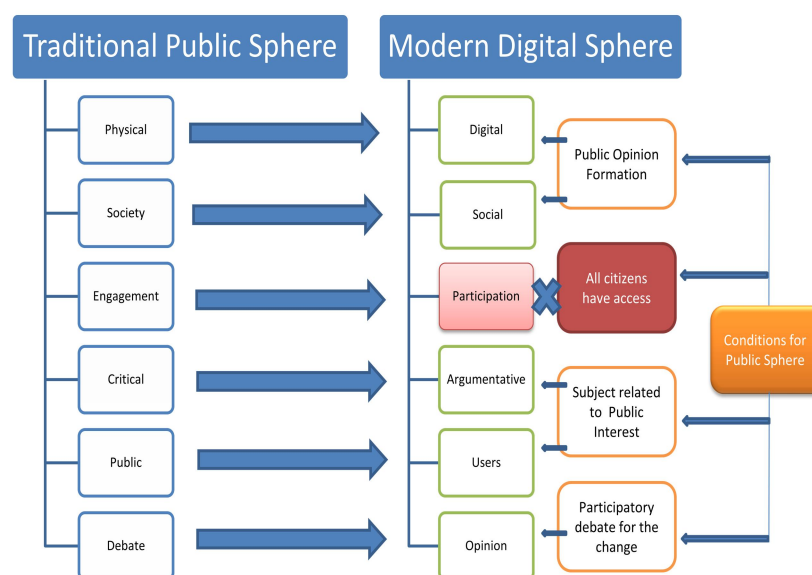 Traditional Public Sphere
Modern Digital Sphere
Physical
Digital
Public Opinion
Formation
Society
Social
Engagement
Participation
All citizens
have access
Conditions for
Public Sphere
Critical
Argumentative
Subject related
to Public
Interest
Public
Users
Participatory
debate for the
change
Debate
Opinion